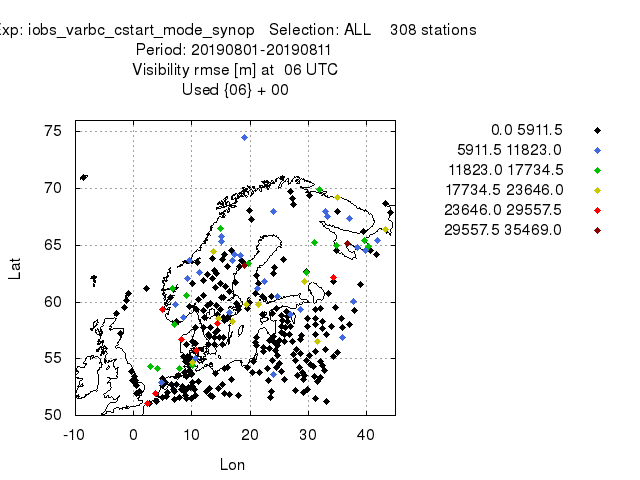 xp: iobs_varbc_cstart_mode_synop Selection: ALL 308 stations
Period: 20190801-20190811
Visibility rmse [m] at 06 UTC
Used {06} + 00
0.0 5911.5
5911.5 11823.0
11823.0 17734.5
17734.5 23646.0
23646.0 29557.5
29557.5 35469.0
75
70
65
60
55
50
Lat
-10 0 10 20 30 40
Lon